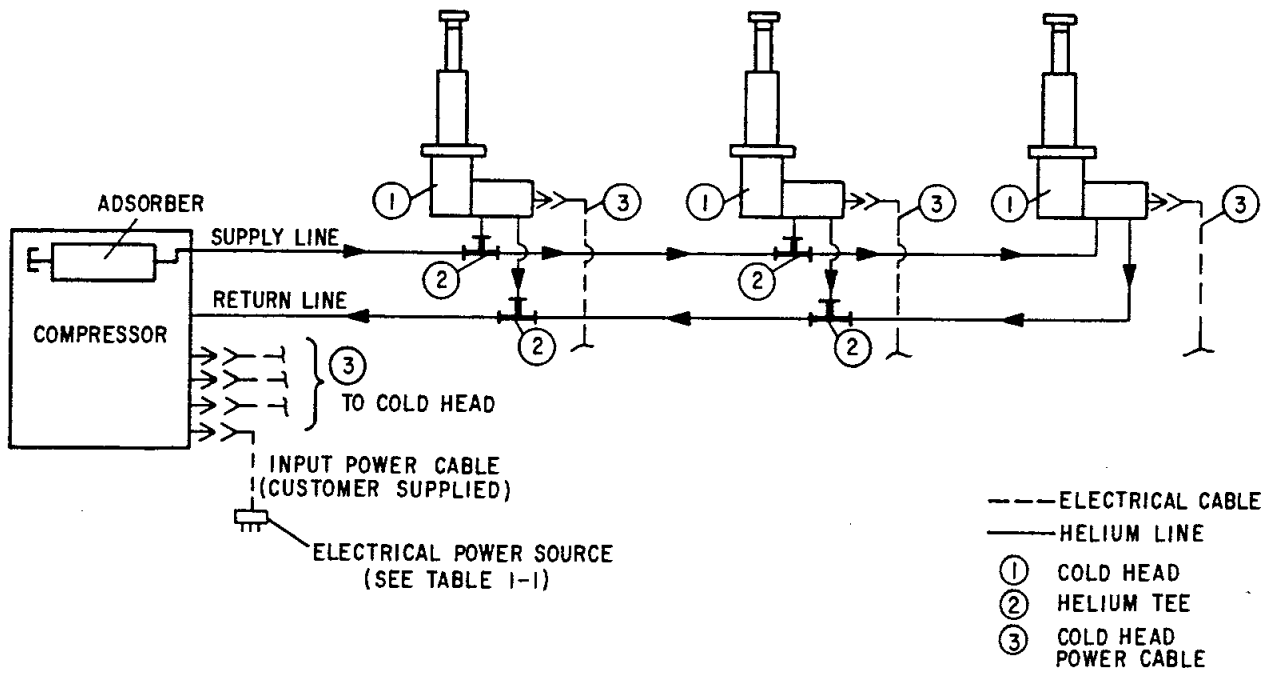 1
3
1
3
1
3
ADSORBER
SUPPLY LINE
2
2
RETURN LINE
COMPRESSOR
2
2
3
TO COLD HEAD
INPUT POWER CABLE
(CUSTOMER SUPPLIED)
ELECTRICAL POWER SOURCE
(SEE TABLE 1-1)
ELECTRICAL CABLE
HELIUM LINE
1 COLD HEAD
2 HELIUM TEE
3 COLD HEAD
POWER CABLE